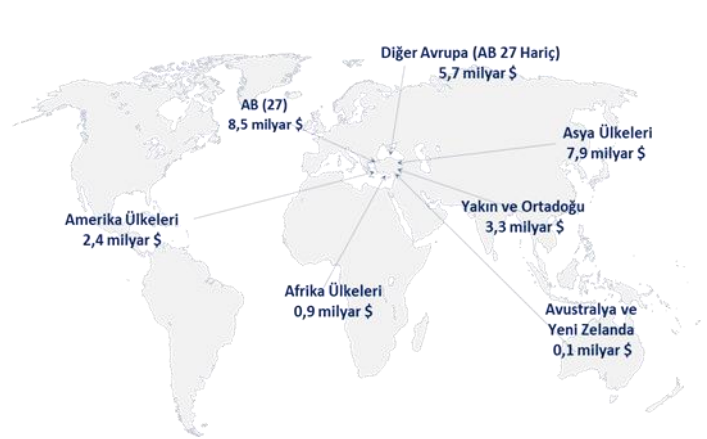 Diğer Avrupa (AB 27 Hariç)
5,7 milyar $
AB (27)
8,5 milyar $
Asya Ülkeleri
7,9 milyar $
Yakın ve Ortadoğu
3,3 milyar $
Amerika Ülkeleri
2,4 milyar $
Afrika Ülkeleri
0,9 milyar $
Avustralya ve
Yeni Zelanda
0,1 milyar $